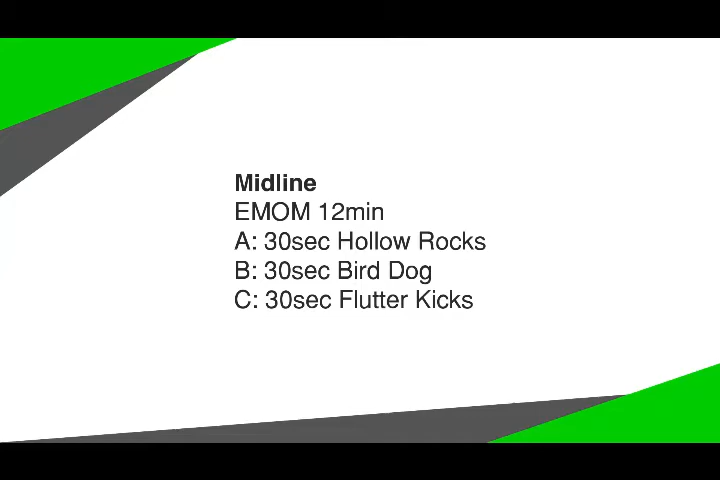 Midline
EMOM 12min
A: 30sec Hollow Rocks
B: 30sec Bird Dog
C: 30sec Flutter Kicks